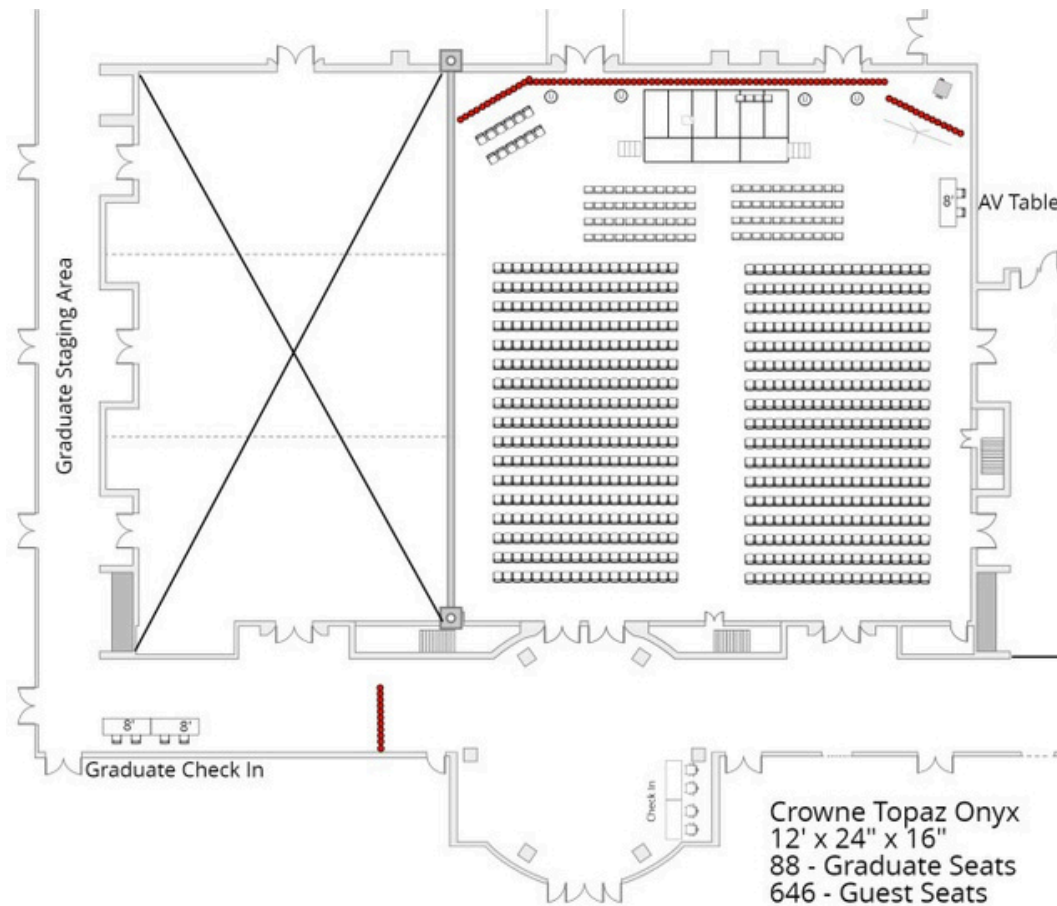 8'
AV Table
Graduate Staging Area
8' 8'
Graduate Check In
Check In
Crowne Topaz Onyx
12' x 24" x 16"
88 - Graduate Seats
646 - Guest Seats